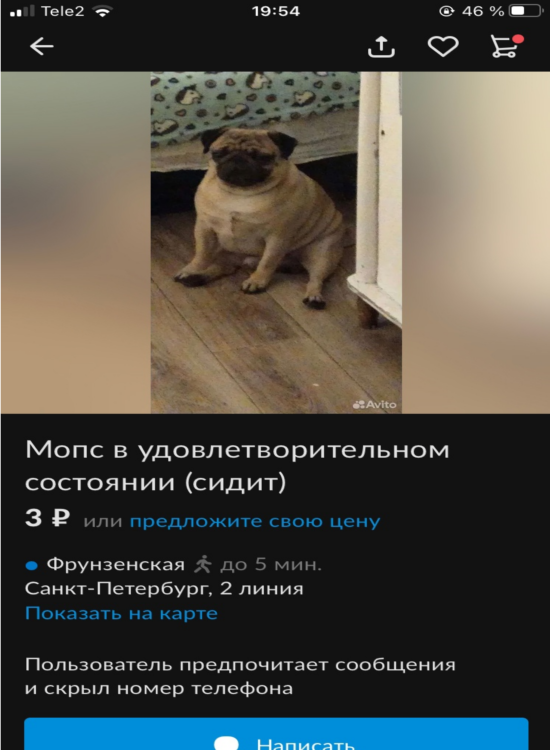 Tele2
19:54
46 %
Avito
Мопс в удовлетворительном
состоянии (сидит)
3 ₽ или предложите свою цену
Фрунзенская до 5 мин.
Санкт-Петербург, 2 линия
Показать на карте
Пользователь предпочитает сообщения
и скрыл номер телефона
Написать